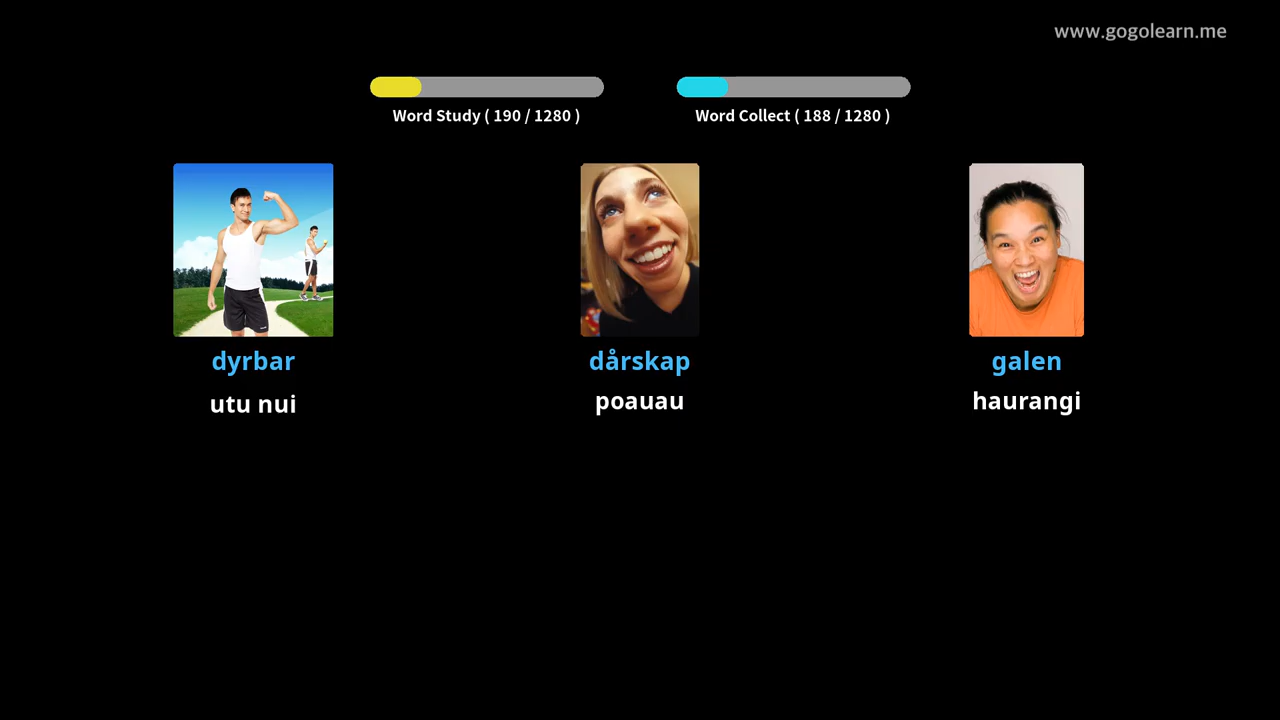 www.gogolearn.me
Word Study ( 190 / 1280 )
Word Collect ( 188 / 1280 )
dyrbar
dårskap
galen
utu nui
poauau
haurangi